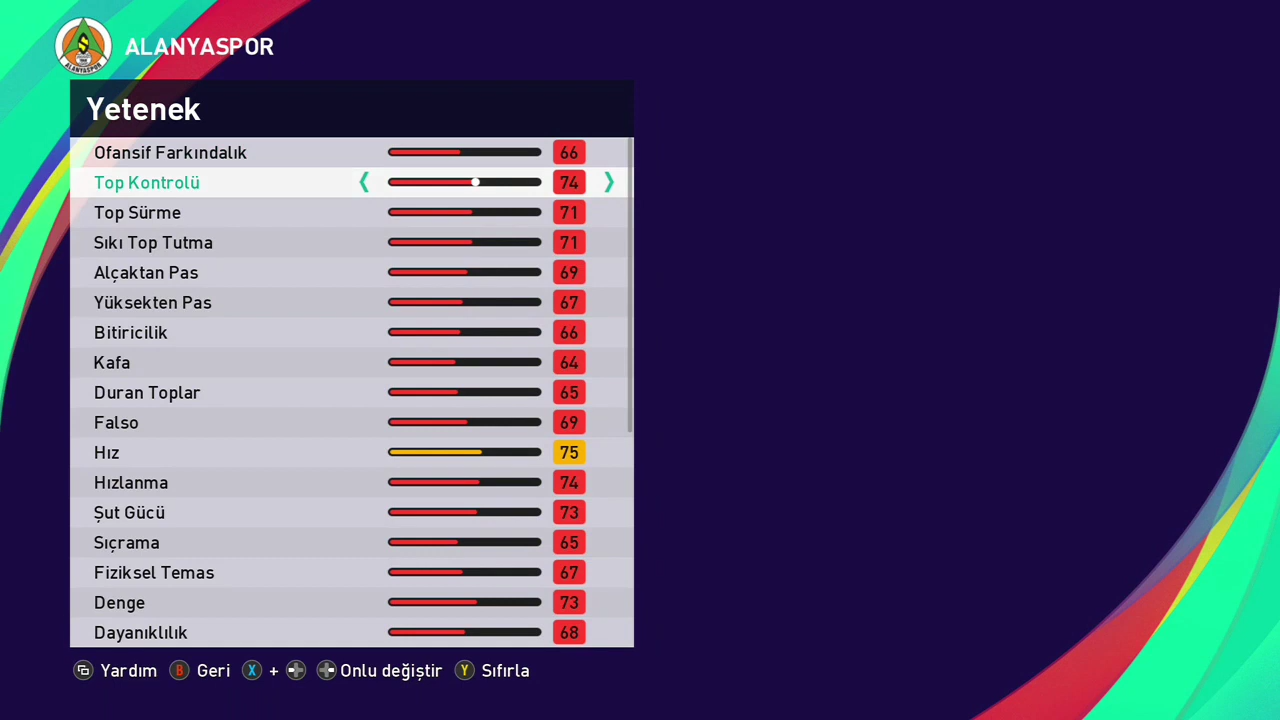 ALANYASPOR
Yetenek
Ofansif Farkındalık 66
Top Kontrolü 74
Top Sürme 71
Sıkı Top Tutma 71
Alçaktan Pas 69
Yüksekten Pas 67
Bitiricilik 66
Kafa 64
Duran Toplar 65
Falso 69
Hız 75
Hızlanma 74
Şut Gücü 73
Sıçrama 65
Fiziksel Temas 67
Denge 73
Dayanıklılık 68
Yardım B Geri X + Onlu değiştir Y Sıfırla